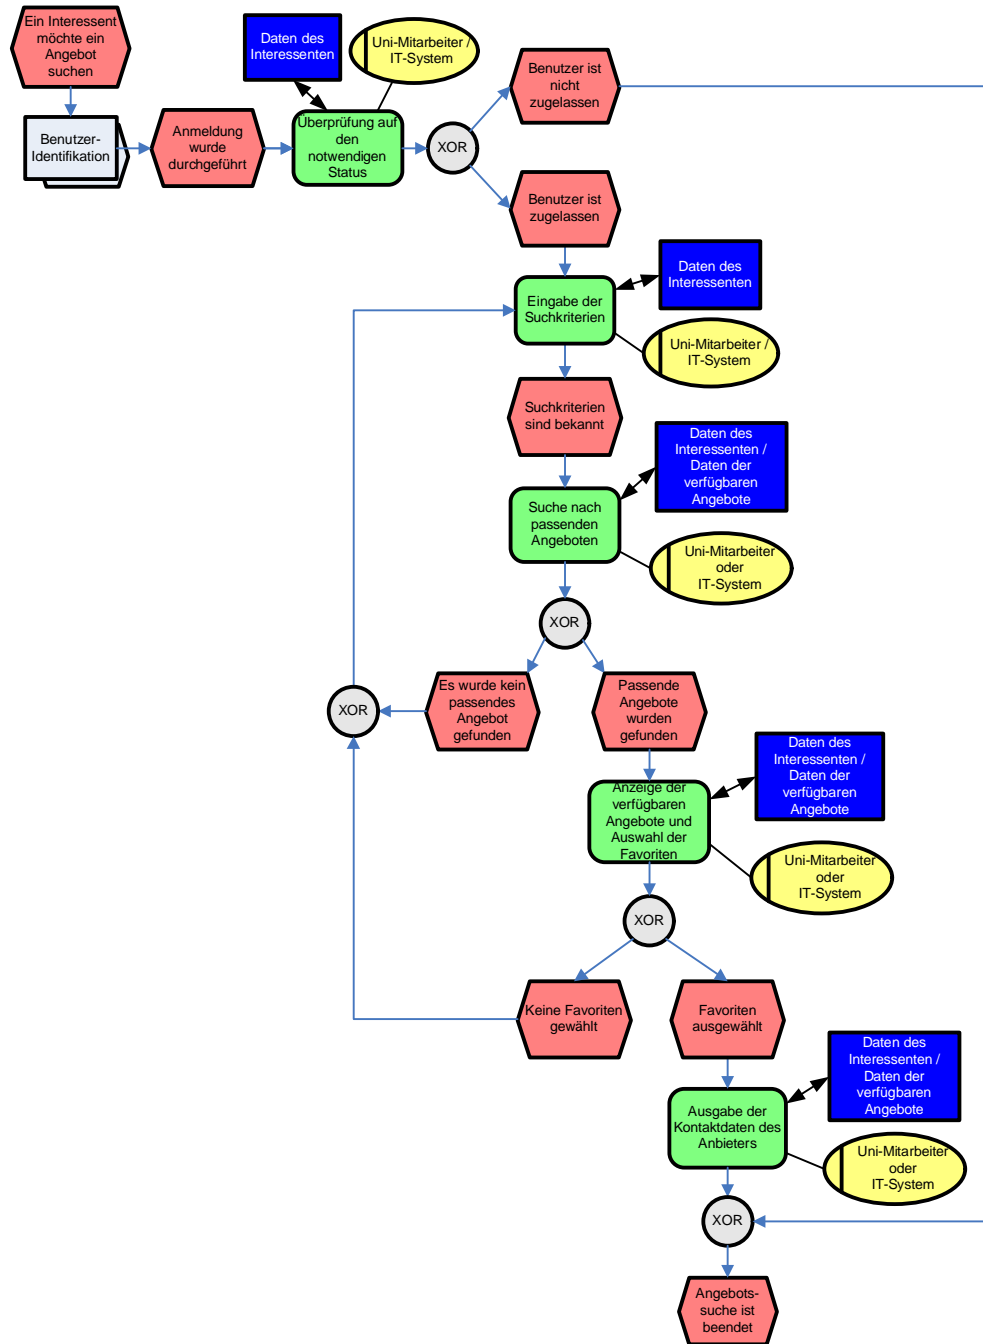 Ein Interessent
möchte ein
Angebot
suchen
Daten des
Interessenten
Uni-Mitarbeiter /
IT-System
Benutzer ist
nicht
zugelassen
Benutzer-
Identifikation
Anmeldung
wurde
durchgeführt
Überprüfung auf
den
notwendigen
Status
XOR
Benutzer ist
zugelassen
Eingabe der
Suchkriterien
Daten des
Interessenten
Uni-Mitarbeiter /
IT-System
Suchkriterien
sind bekannt
Daten des
Interessenten /
Daten der
verfügbaren
Angebote
Suche nach
passenden
Angeboten
Uni-Mitarbeiter
oder
IT-System
XOR
XOR
Es wurde kein
passendes
Angebot
gefunden
Passende
Angebote
wurden
gefunden
Daten des
Interessenten /
Daten der
verfügbaren
Angebote
Anzeige der
verfügbaren
Angebote und
Auswahl der
Favoriten
Uni-Mitarbeiter
oder
IT-System
XOR
Keine Favoriten
gewählt
Favoriten
ausgewählt
Daten des
Interessenten /
Daten der
verfügbaren
Angebote
Ausgabe der
Kontaktdaten des
Anbieters
Uni-Mitarbeiter
oder
IT-System
XOR
Angebots-
suche ist
beendet